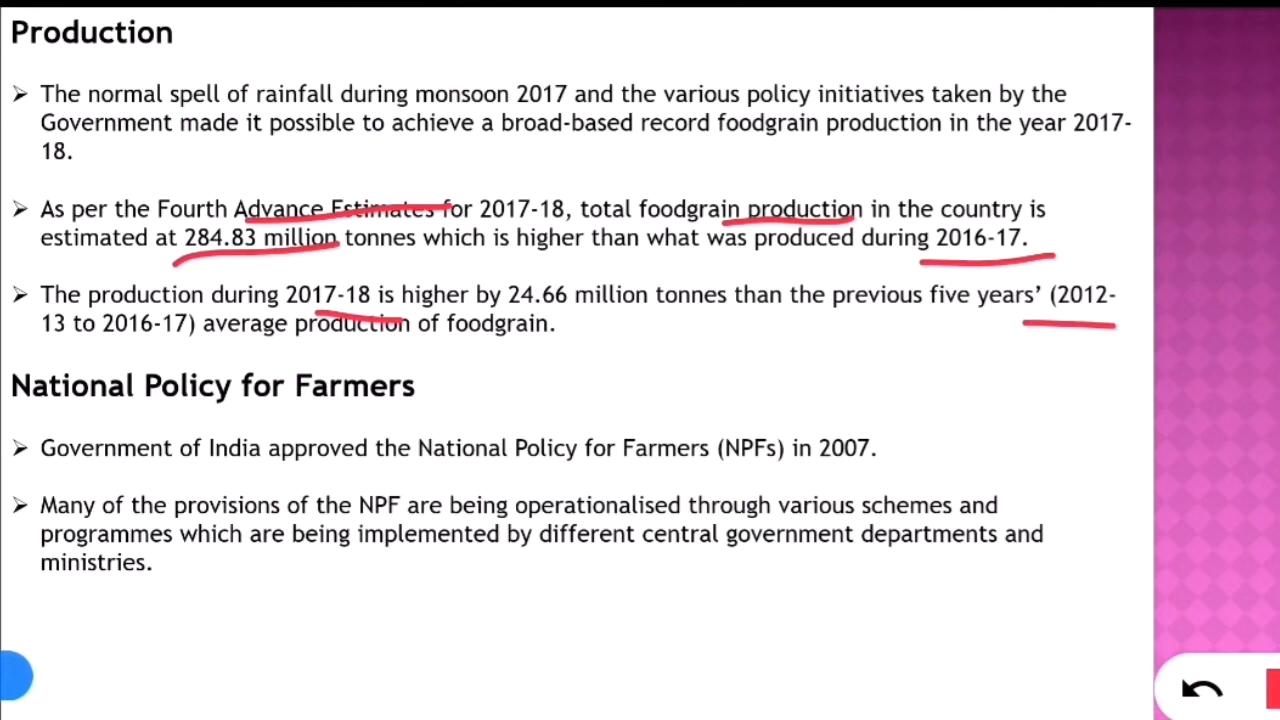 Production
➢ The normal spell of rainfall during monsoon 2017 and the various policy initiatives taken by the
Government made it possible to achieve a broad-based record foodgrain production in the year 2017-
18.
➢ As per the Fourth Advance Estimates for 2017-18, total foodgrain production in the country is
estimated at 284.83 million tonnes which is higher than what was produced during 2016-17.
➢ The production during 2017-18 is higher by 24.66 million tonnes than the previous five years’ (2012-
13 to 2016-17) average production of foodgrain.
National Policy for Farmers
➢ Government of India approved the National Policy for Farmers (NPFs) in 2007.
➢ Many of the provisions of the NPF are being operationalised through various schemes and
programmes which are being implemented by different central government departments and
ministries.